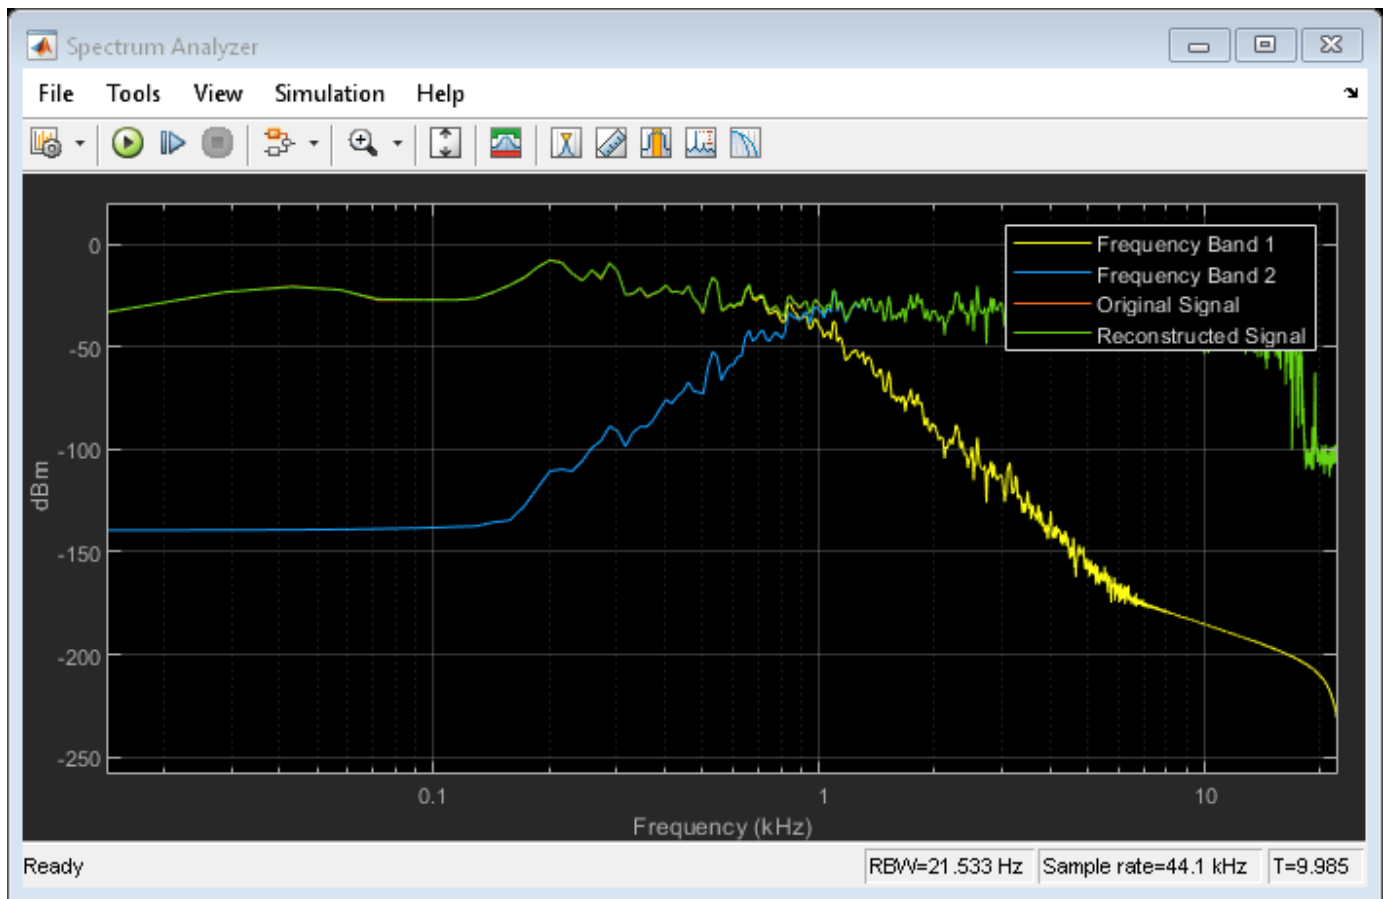 Spectrum Analyzer
File Tools View Simulation Help
Frequency Band 1
Frequency Band 2
Original Signal
Reconstructed Signal
0
-50
-100
-150
-200
-250
dBm
0.1 1 10
Frequency (kHz)
Ready RBW=21.533 Hz Sample rate=44.1 kHz T=9.985